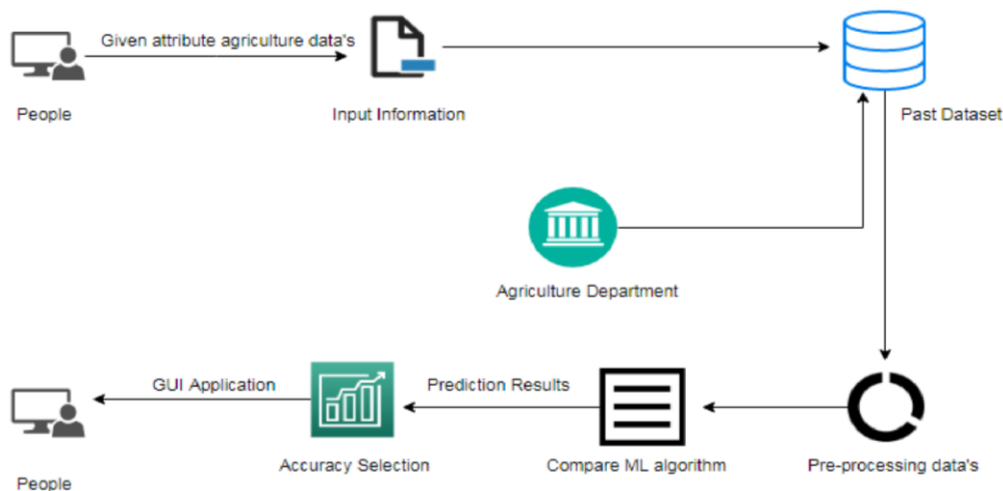 Given attribute agriculture data's
People
Input Information
Past Dataset
Agriculture Department
GUI Application
Prediction Results
People
Accuracy Selection
Compare ML algorithm
Pre-processing data's